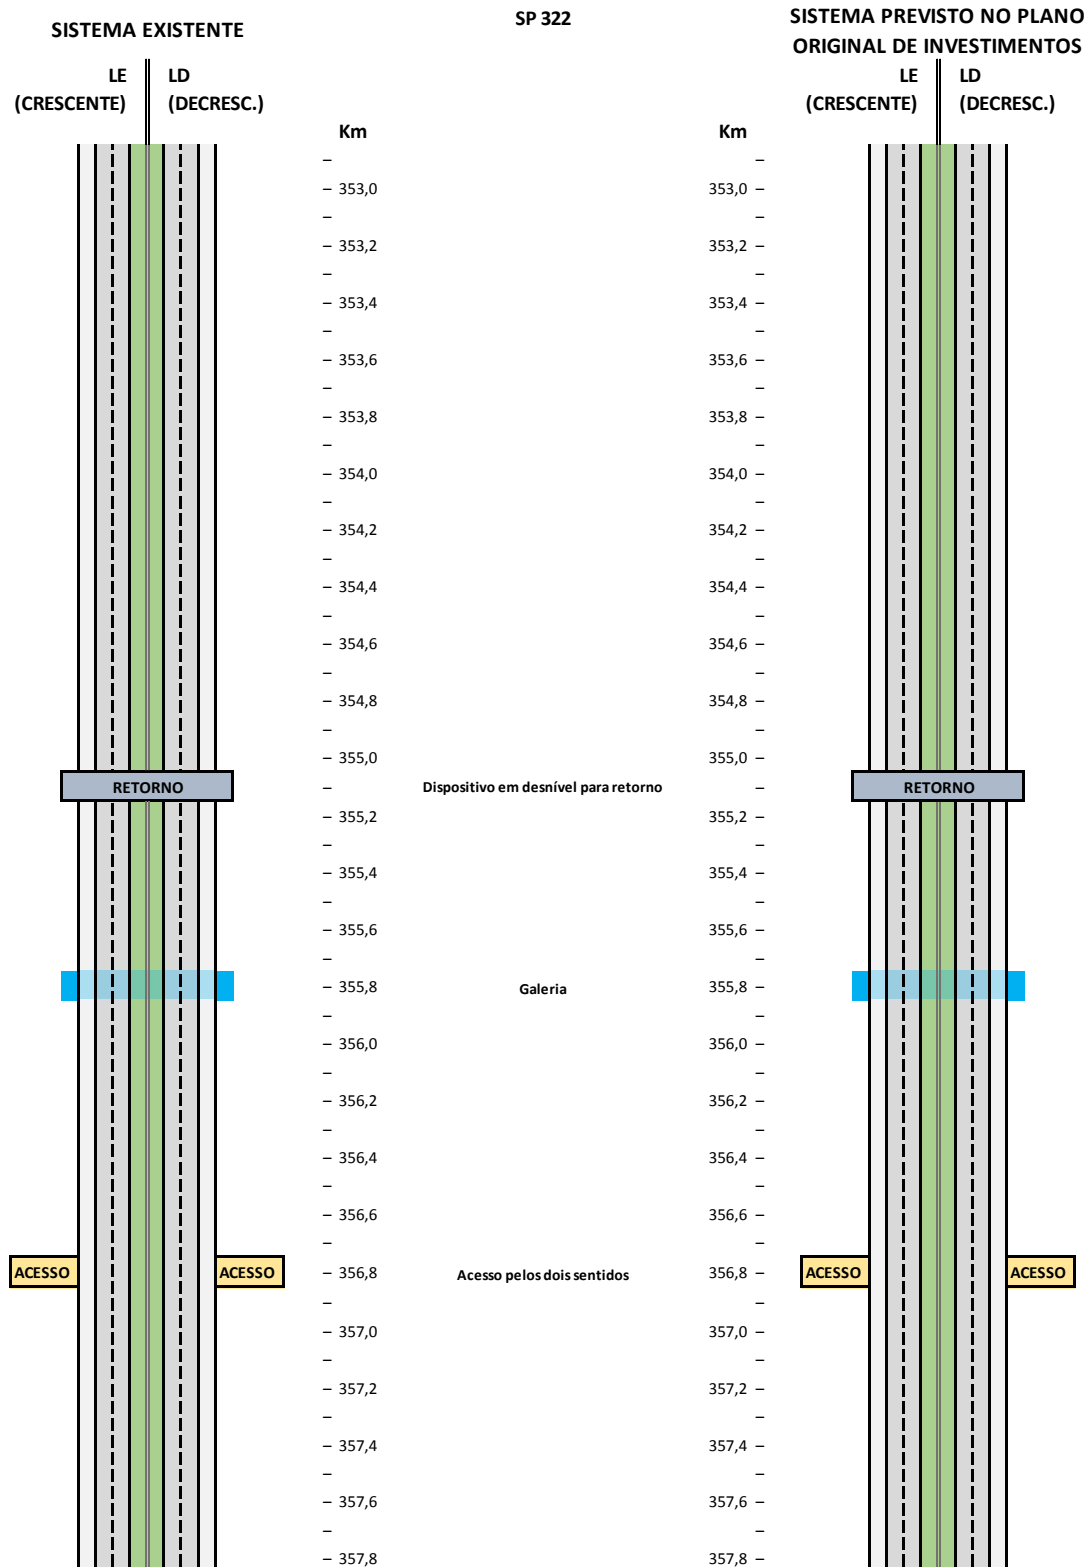 SISTEMA EXISTENTE
SP 322
SISTEMA PREVISTO NO PLANO
ORIGINAL DE INVESTIMENTOS
LE LD
(CRESCENTE) (DECRESC.)
LE LD
(CRESCENTE) (DECRESC.)
Km Km
– –
– 353,0 353,0 –
– –
– 353,2 353,2 –
– –
– 353,4 353,4 –
– –
– 353,6 353,6 –
– –
– 353,8 353,8 –
– –
– 354,0 354,0 –
– –
– 354,2 354,2 –
– –
– 354,4 354,4 –
– –
– 354,6 354,6 –
– –
– 354,8 354,8 –
– –
– 355,0 355,0 –
RETORNO – Dispositivo em desnível para retorno – RETORNO
– 355,2 355,2 –
– –
– 355,4 355,4 –
– –
– 355,6 355,6 –
– –
– 355,8 Galeria 355,8 –
– –
– 356,0 356,0 –
– –
– 356,2 356,2 –
– –
– 356,4 356,4 –
– –
– 356,6 356,6 –
– –
ACESSO ACESSO – 356,8 Acesso pelos dois sentidos 356,8 – ACESSO ACESSO
– –
– 357,0 357,0 –
– –
– 357,2 357,2 –
– –
– 357,4 357,4 –
– –
– 357,6 357,6 –
– –
– 357,8 357,8 –